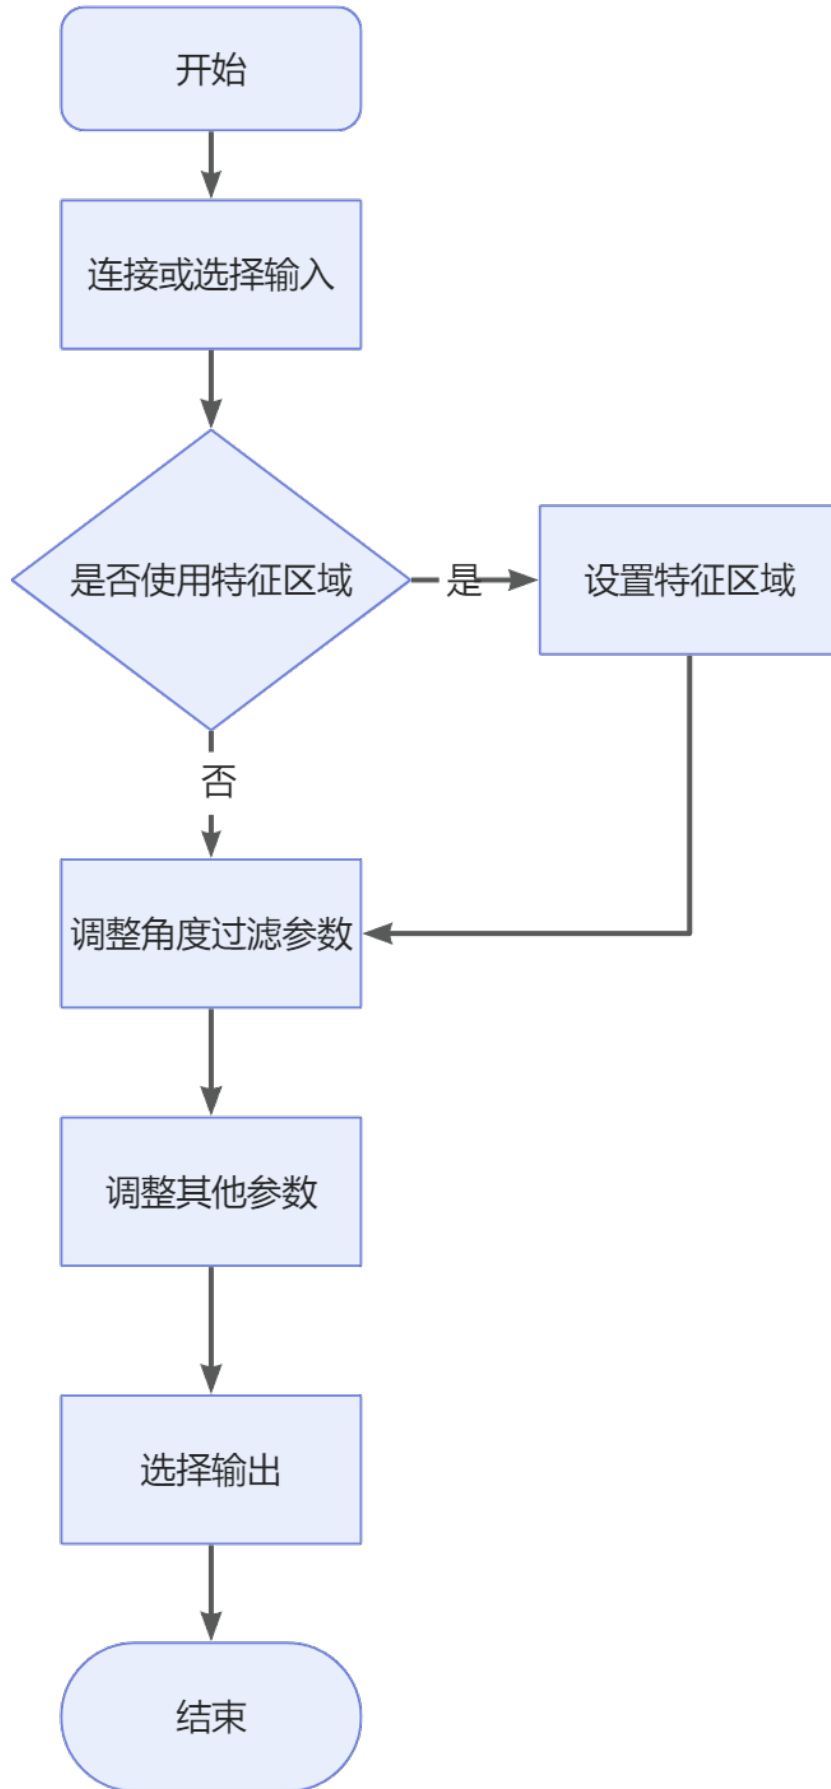 开始
连接或选择输入
是否使用特征区域
是
设置特征区域
否
调整角度过滤参数
调整其他参数
选择输出
结束